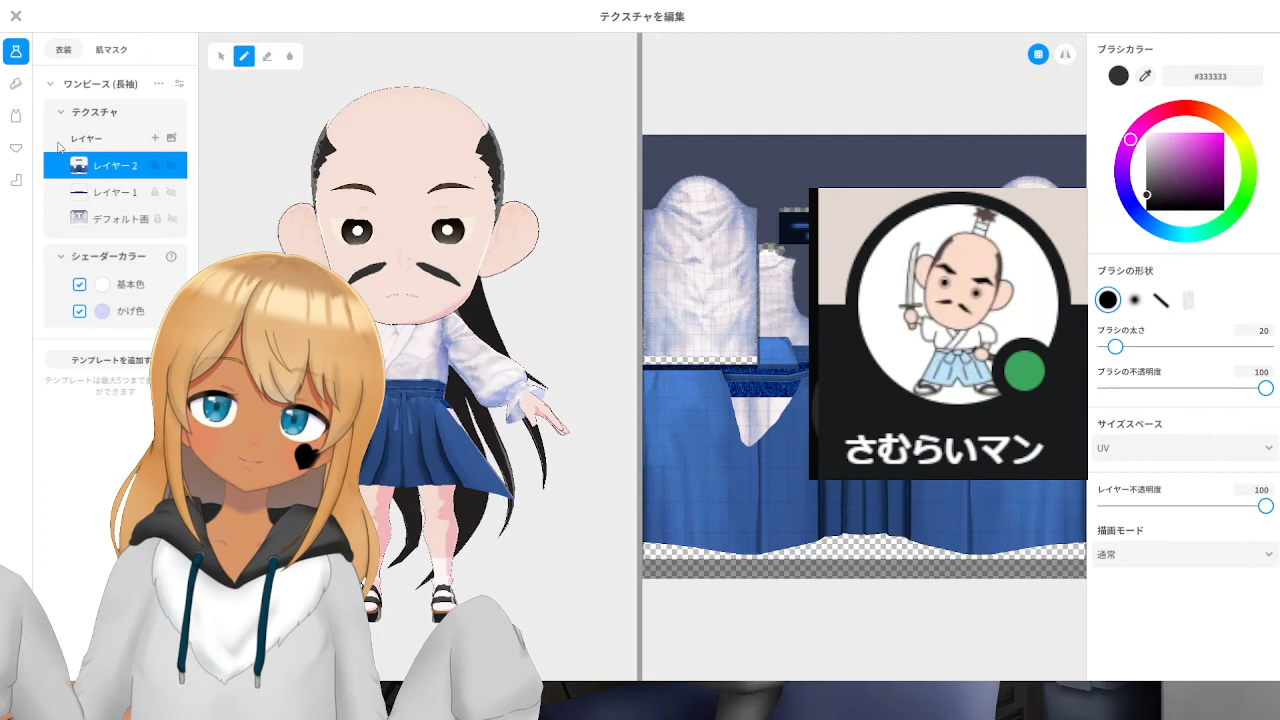 テクスチャを編集
衣装 肌マスク
ワンピース (長袖)
テクスチャ
レイヤー
レイヤー 2
レイヤー 1
デフォルト画
シェーダーカラー
基本色
かげ色
テンプレートを追加す
テンプレートは最大5つまで
ができます
さむらいマン
ブラシカラー
#333333
ブラシの形状
ブラシの太さ 20
ブラシの不透明度 100
サイズスペース
UV
レイヤー不透明度 100
描画モード
通常